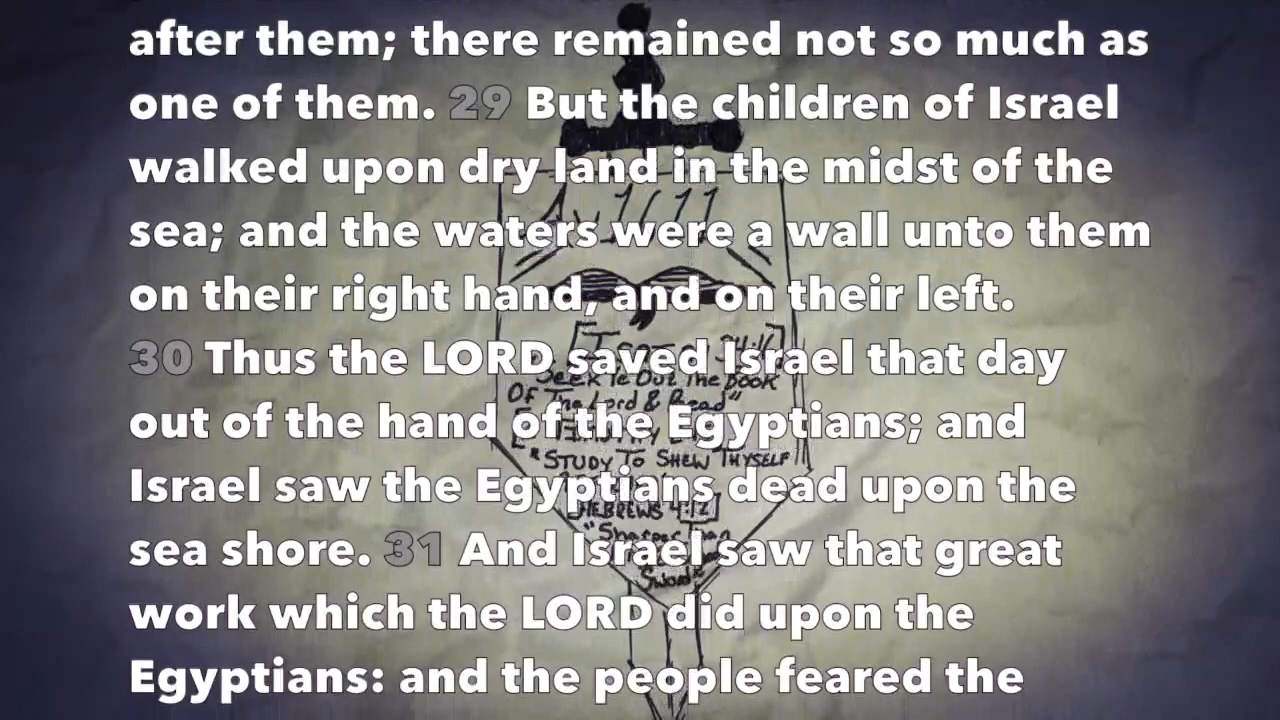 after them; there remained not so much as
one of them. 29 But the children of Israel
walked upon dry land in the midst of the
sea; and the waters were a wall unto them
on their right hand, and on their left.
30 Thus the LORD saved Israel that day
out of the hand of the Egyptians; and
Israel saw the Egyptians dead upon the
sea shore. 31 And Israel saw that great
work which the LORD did upon the
Egyptians: and the people feared the
Av 1611
Seek Ye Out The Book
Of The Lord & Read"
"STUDY TO SHEW THYSELF
HEBREWS 4:12]
"Sharper Than
Sword"